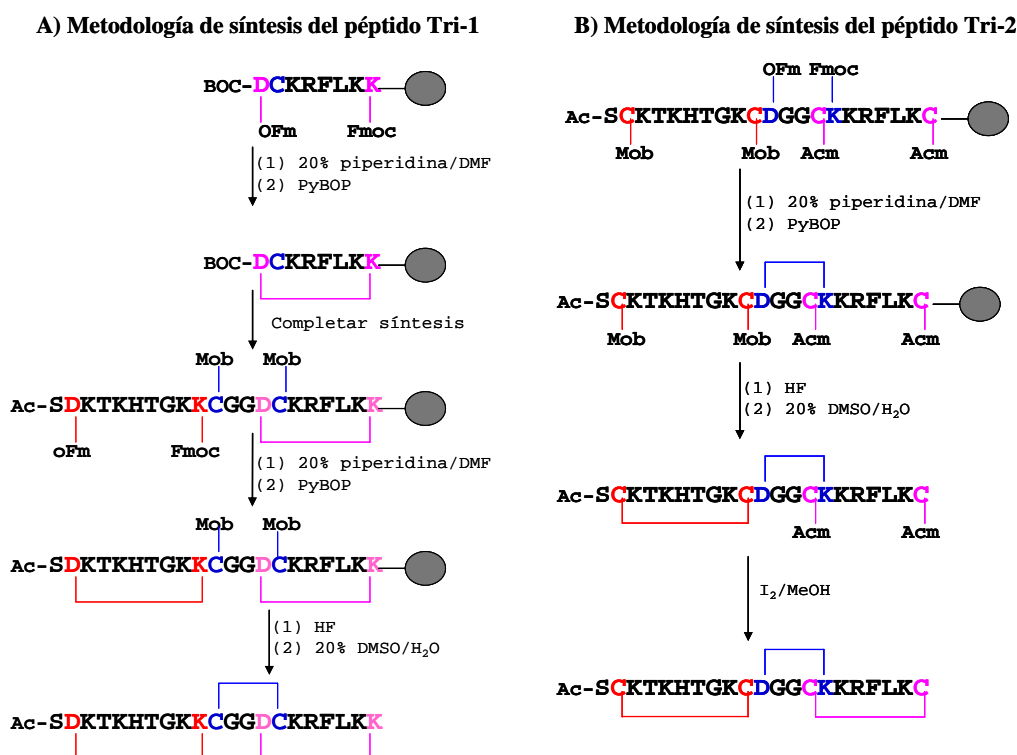 A) Metodología de síntesis del péptido Tri-1
BOC-DCKRFLKK
OFm Fmoc
(1) 20% piperidina/DMF
(2) PyBOP
BOC-DCKRFLKK
Completar síntesis
Mob Mob
Ac-SDKTKHTGKKCGGDCKRFLKK
oFm Fmoc
(1) 20% piperidina/DMF
(2) PyBOP
Mob Mob
Ac-SDKTKHTGKKCGGDCKRFLKK
(1) HF
(2) 20% DMSO/H₂O
Ac-SDKTKHTGKKCGGDCKRFLKK
B) Metodología de síntesis del péptido Tri-2
OFm Fmoc
Ac-SCKTKHTGKCDGGCKKRFLKC
Mob Mob Acm Acm
(1) 20% piperidina/DMF
(2) PyBOP
Ac-SCKTKHTGKCDGGCKKRFLKC
Mob Mob Acm Acm
(1) HF
(2) 20% DMSO/H₂O
Ac-SCKTKHTGKCDGGCKKRFLKC
Acm Acm
I₂/MeOH
Ac-SCKTKHTGKCDGGCKKRFLKC